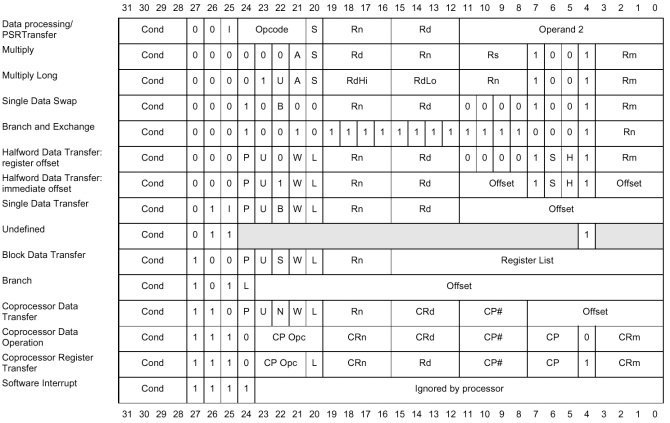 31 30 29 28 27 26 25 24 23 22 21 20 19 18 17 16 15 14 13 12 11 10 9 8 7 6 5 4 3 2 1 0
Data processing/
PSRTransfer
Cond 0 0 I Opcode S Rn Rd Operand 2
Multiply
Cond 0 0 0 0 0 0 A S Rd Rn Rs 1 0 0 1 Rm
Multiply Long
Cond 0 0 0 0 1 U A S RdHi RdLo Rn 1 0 0 1 Rm
Single Data Swap
Cond 0 0 0 1 0 B 0 0 Rn Rd 0 0 0 0 1 0 0 1 Rm
Branch and Exchange
Cond 0 0 0 1 0 0 1 0 1 1 1 1 1 1 1 1 1 1 1 1 0 0 0 1 Rn
Halfword Data Transfer:
register offset
Cond 0 0 0 P U 0 W L Rn Rd 0 0 0 0 1 S H 1 Rm
Halfword Data Transfer:
immediate offset
Cond 0 0 0 P U 1 W L Rn Rd Offset 1 S H 1 Offset
Single Data Transfer
Cond 0 1 I P U B W L Rn Rd Offset
Undefined
Cond 0 1 1 1
Block Data Transfer
Cond 1 0 0 P U S W L Rn Register List
Branch
Cond 1 0 1 L Offset
Coprocessor Data
Transfer
Cond 1 1 0 P U N W L Rn CRd CP# Offset
Coprocessor Data
Operation
Cond 1 1 1 0 CP Opc CRn CRd CP# CP 0 CRm
Coprocessor Register
Transfer
Cond 1 1 1 0 CP Opc L CRn Rd CP# CP 1 CRm
Software Interrupt
Cond 1 1 1 1 Ignored by processor
31 30 29 28 27 26 25 24 23 22 21 20 19 18 17 16 15 14 13 12 11 10 9 8 7 6 5 4 3 2 1 0